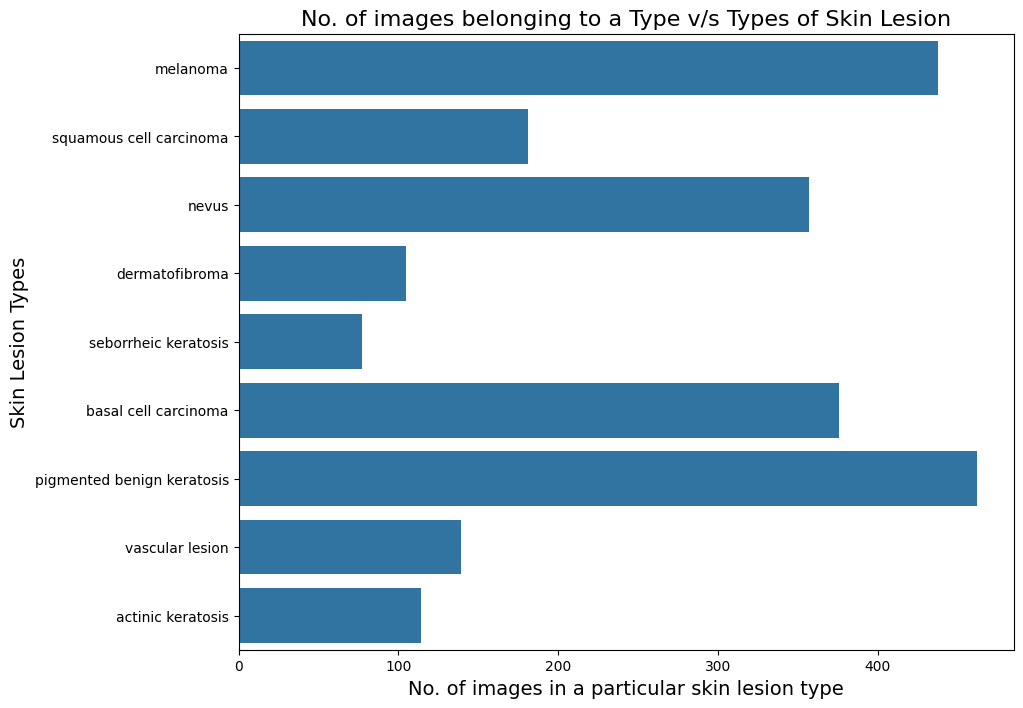 No. of images belonging to a Type v/s Types of Skin Lesion
Skin Lesion Types
melanoma
squamous cell carcinoma
nevus
dermatofibroma
seborrheic keratosis
basal cell carcinoma
pigmented benign keratosis
vascular lesion
actinic keratosis
0 100 200 300 400
No. of images in a particular skin lesion type